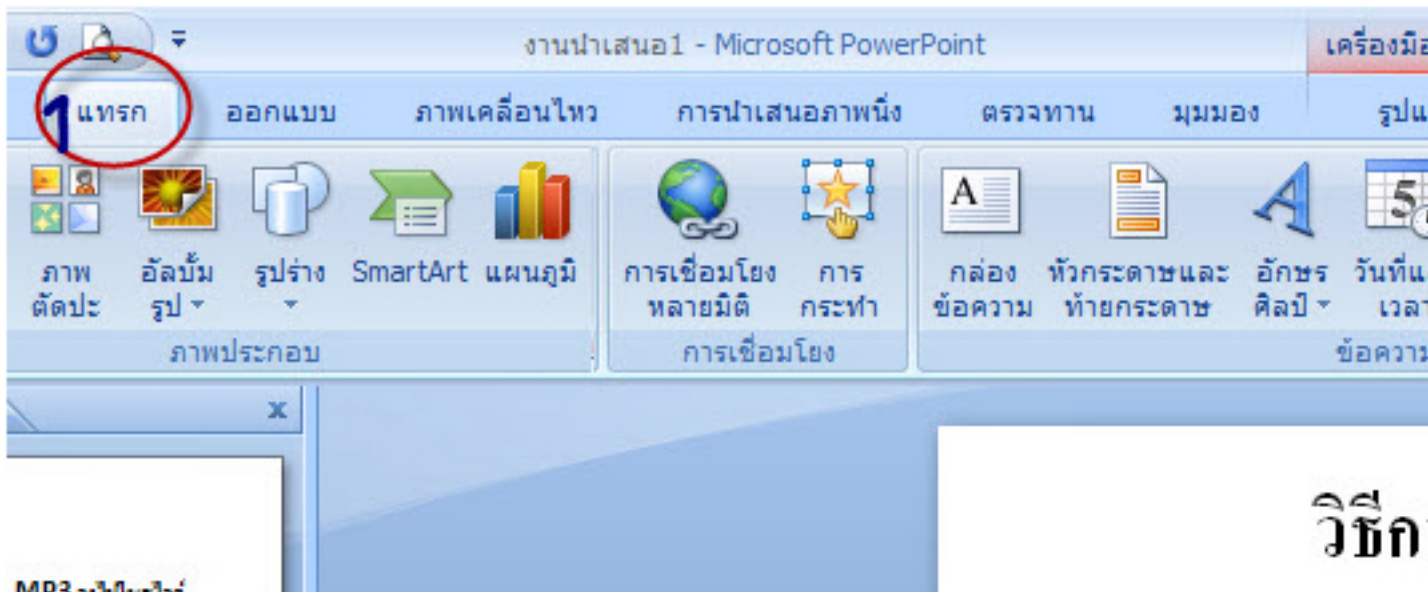 งานนำเสนอ1 - Microsoft PowerPoint
1 แทรก ออกแบบ ภาพเคลื่อนไหว การนำเสนอภาพนิ่ง ตรวจทาน มุมมอง
A 5
ภาพ อัลบั้ม รูปร่าง SmartArt แผนภูมิ การเชื่อมโยง การ กล่อง หัวกระดาษและ อักษร
ตัดปะ รูป หลายมิติ กระทำ ข้อความ ท้ายกระดาษ ศิลป์
ภาพประกอบ การเชื่อมโยง ข้อความ
x
MP3